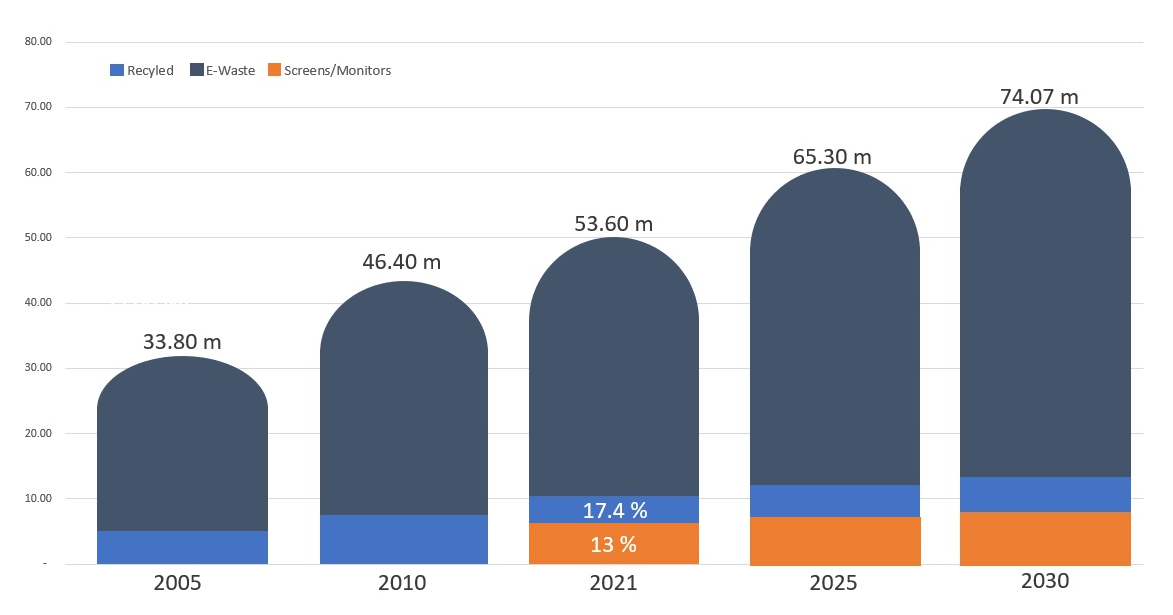 80.00
Recyled E-Waste Screens/Monitors
74.07 m
70.00
65.30 m
60.00
53.60 m
50.00
46.40 m
40.00
33.80 m
30.00
20.00
10.00
17.4 %
13 %
-
2005 2010 2021 2025 2030